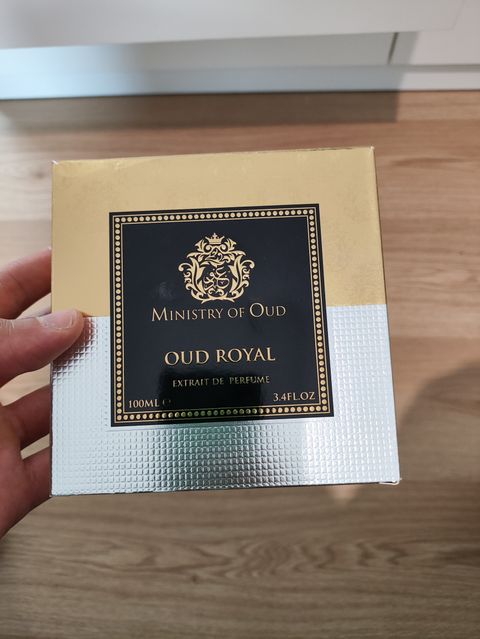 MINISTRY OF OUD
OUD ROYAL
EXTRAIT DE PERFUME
100ML ℮ 3.4FL.OZ